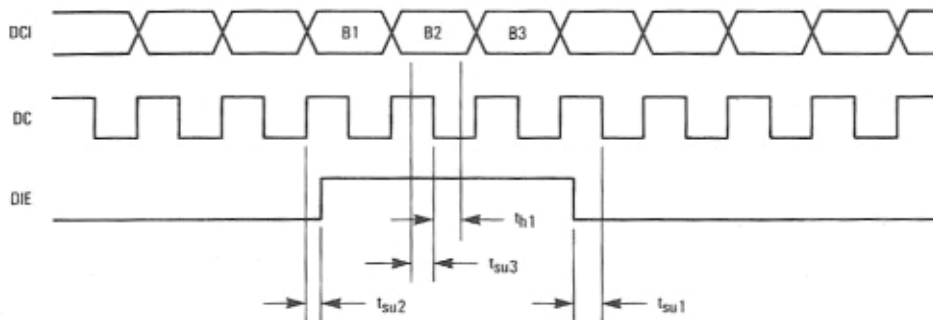 DCI B1 B2 B3
DC
DIE
th1
tsu3
tsu2 tsu1